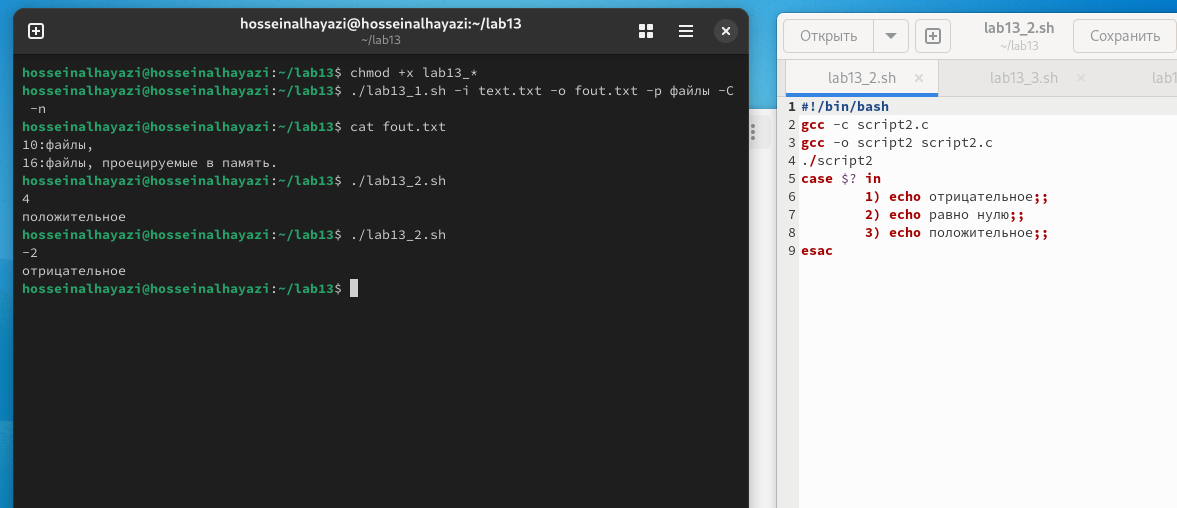 hosseinalhayazi@hosseinalhayazi:~/lab13
~/lab13
hosseinalhayazi@hosseinalhayazi:~/lab13$ chmod +x lab13_*
hosseinalhayazi@hosseinalhayazi:~/lab13$ ./lab13_1.sh -i text.txt -o fout.txt -p файлы -C
-n
hosseinalhayazi@hosseinalhayazi:~/lab13$ cat fout.txt
10:файлы,
16:файлы, проецируемые в память.
hosseinalhayazi@hosseinalhayazi:~/lab13$ ./lab13_2.sh
4
положительное
hosseinalhayazi@hosseinalhayazi:~/lab13$ ./lab13_2.sh
-2
отрицательное
hosseinalhayazi@hosseinalhayazi:~/lab13$
Открыть
lab13_2.sh
~/lab13
Сохранить
lab13_2.sh
lab13_3.sh
lab1
1 #!/bin/bash
2 gcc -c script2.c
3 gcc -o script2 script2.c
4 ./script2
5 case $? in
6 1) echo отрицательное;;
7 2) echo равно нулю;;
8 3) echo положительное;;
9 esac